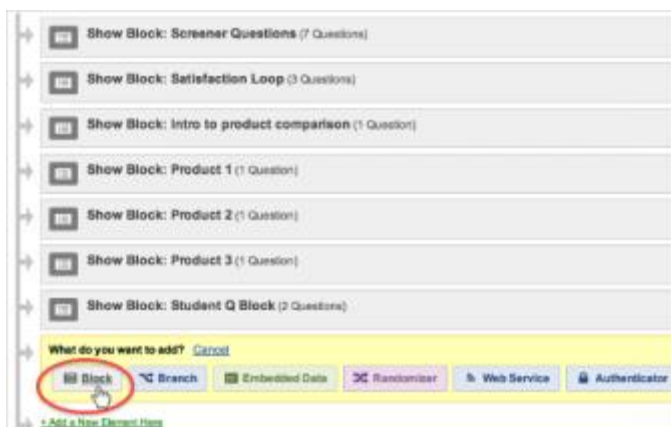 Show Block: Screener Questions (7 Questions)
Show Block: Satisfaction Loop (3 Questions)
Show Block: Intro to product comparison (1 Question)
Show Block: Product 1 (1 Question)
Show Block: Product 2 (1 Question)
Show Block: Product 3 (1 Question)
Show Block: Student Q Block (2 Questions)
What do you want to add? Cancel
Block Branch Embedded Data Randomizer Web Service Authenticator
+ Add a New Element Here